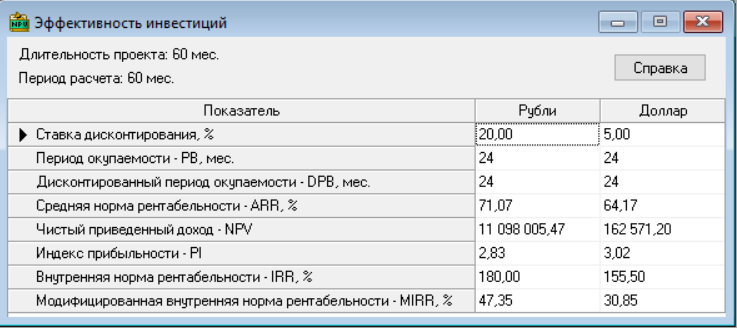 NPV Эффективность инвестиций
Длительность проекта: 60 мес.
Период расчета: 60 мес.
Справка
Показатель Рубли Доллар
Ставка дисконтирования, % 20,00 5,00
Период окупаемости - PB, мес. 24 24
Дисконтированный период окупаемости - DPB, мес. 24 24
Средняя норма рентабельности - ARR, % 71,07 64,17
Чистый приведенный доход - NPV 11 098 005,47 162 571,20
Индекс прибыльности - PI 2,83 3,02
Внутренняя норма рентабельности - IRR, % 180,00 155,50
Модифицированная внутренняя норма рентабельности - MIRR, % 47,35 30,85